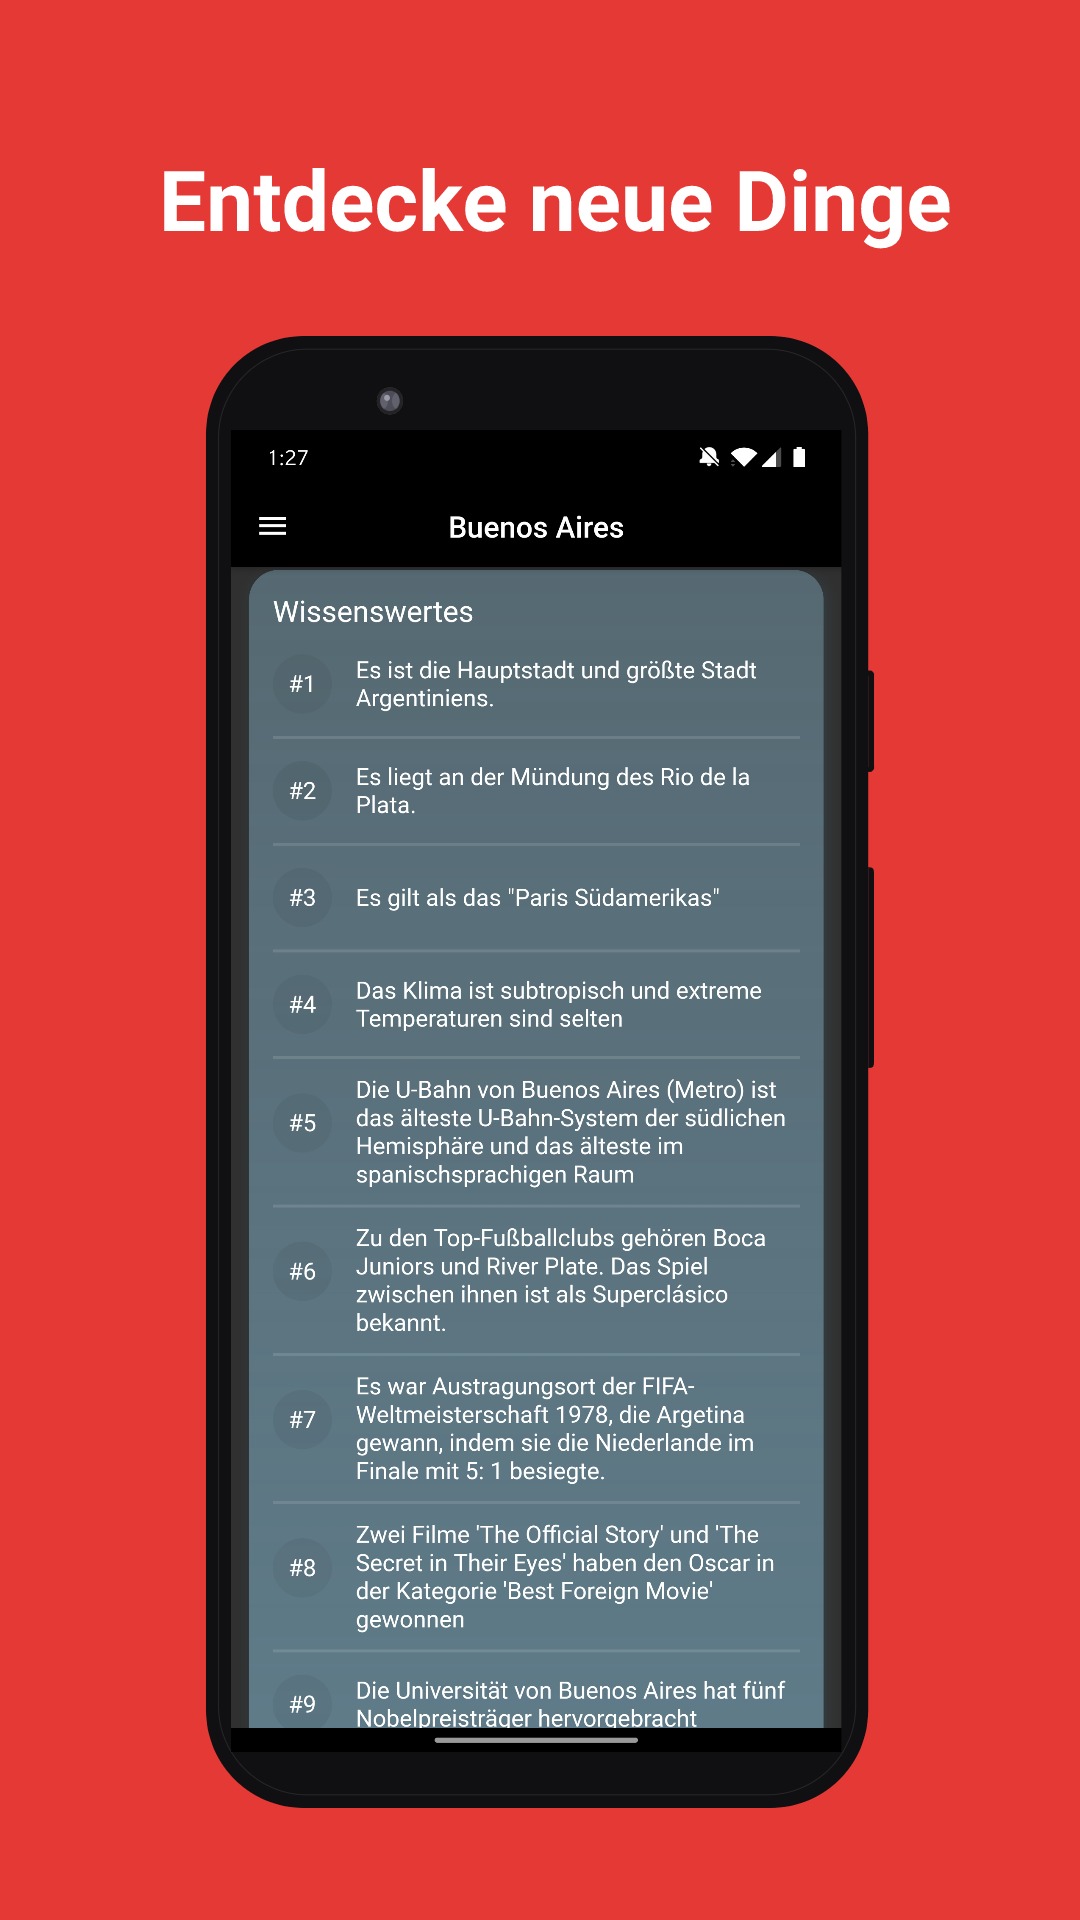 Entdecke neue Dinge
1:27
Buenos Aires
Wissenswertes
#1
Es ist die Hauptstadt und größte Stadt
Argentiniens.
#2
Es liegt an der Mündung des Rio de la
Plata.
#3
Es gilt als das "Paris Südamerikas"
#4
Das Klima ist subtropisch und extreme
Temperaturen sind selten
#5
Die U-Bahn von Buenos Aires (Metro) ist
das älteste U-Bahn-System der südlichen
Hemisphäre und das älteste im
spanischsprachigen Raum
#6
Zu den Top-Fußballclubs gehören Boca
Juniors und River Plate. Das Spiel
zwischen ihnen ist als Superclásico
bekannt.
#7
Es war Austragungsort der FIFA-
Weltmeisterschaft 1978, die Argetina
gewann, indem sie die Niederlande im
Finale mit 5: 1 besiegte.
#8
Zwei Filme 'The Official Story' und 'The
Secret in Their Eyes' haben den Oscar in
der Kategorie 'Best Foreign Movie'
gewonnen
#9
Die Universität von Buenos Aires hat fünf
Nobelpreisträger hervorgebracht